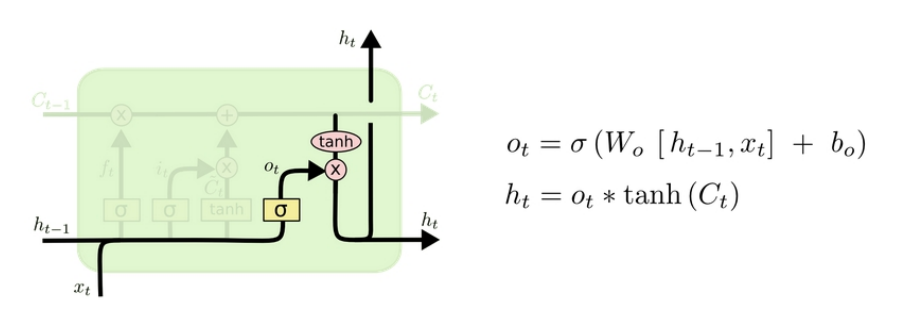 h_t
C_{t-1} x + C_t
tanh
f_t i_t x o_t x
C̃_t
σ σ tanh σ
h_{t-1} h_t
x_t
o_t = σ (W_o [h_{t-1}, x_t] + b_o)
h_t = o_t * tanh (C_t)